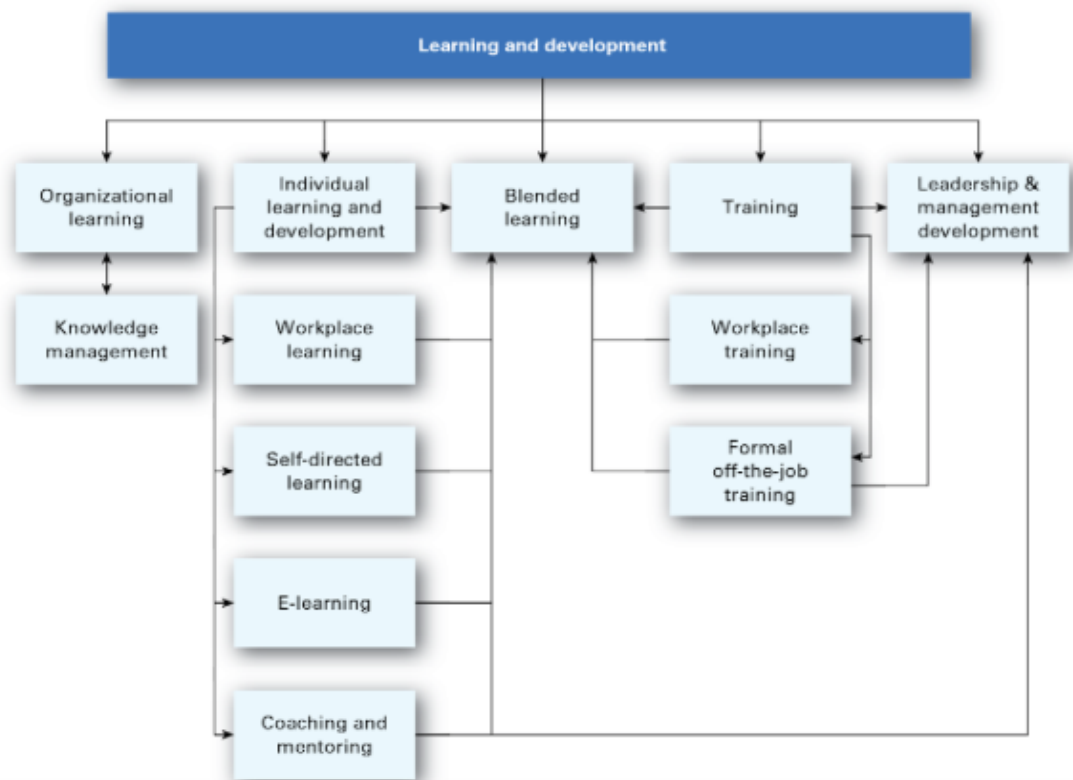 Learning and development
Organizational
learning
Individual
learning and
development
Blended
learning
Training
Leadership &
management
development
Knowledge
management
Workplace
learning
Workplace
training
Self-directed
learning
Formal
off-the-job
training
E-learning
Coaching and
mentoring